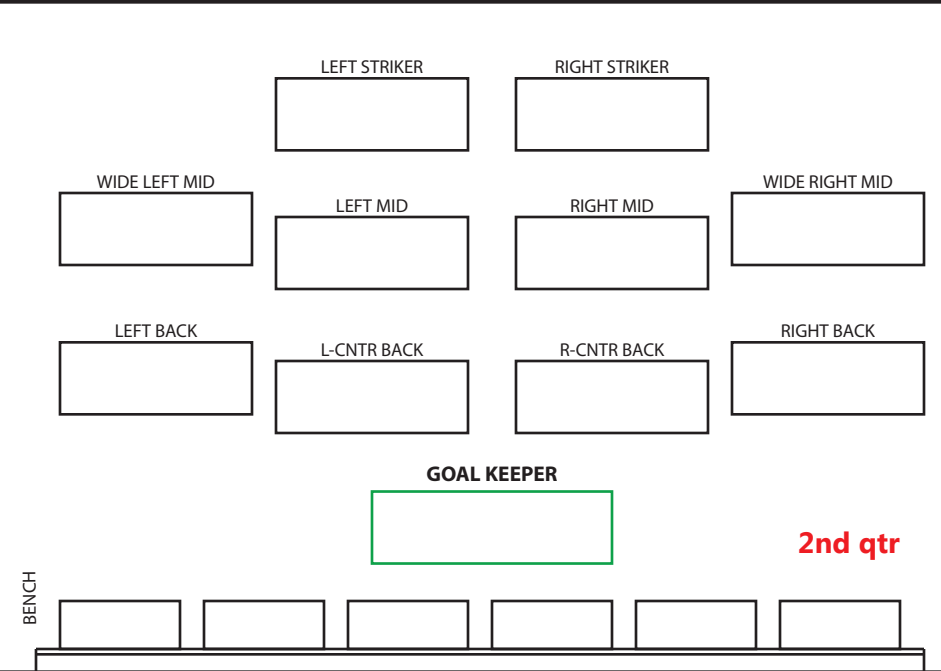 LEFT STRIKER
RIGHT STRIKER
WIDE LEFT MID
WIDE RIGHT MID
LEFT MID
RIGHT MID
LEFT BACK
RIGHT BACK
L-CNTR BACK
R-CNTR BACK
GOAL KEEPER
2nd qtr
BENCH